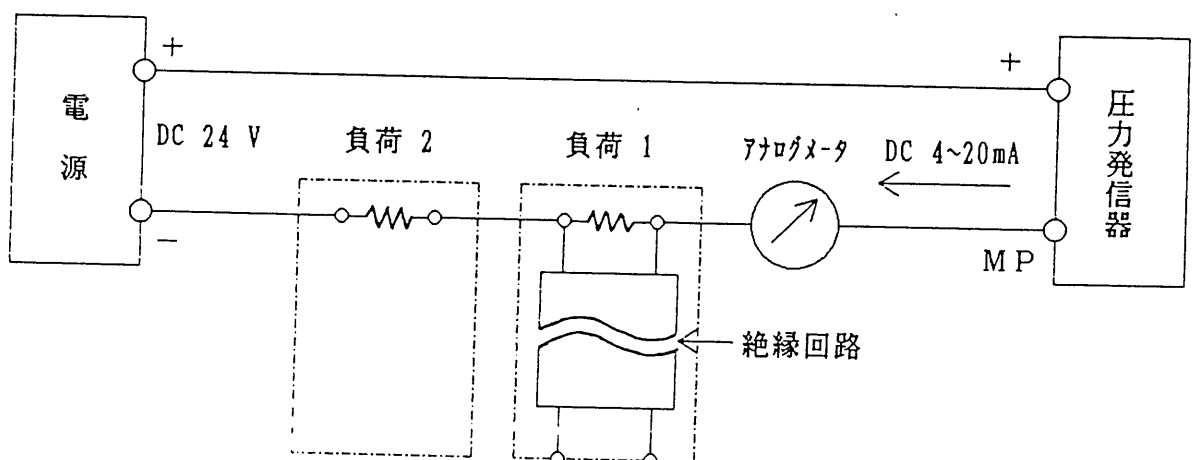 +
+
電源
DC 24 V
負荷 2
負荷 1
アナログメータ
DC 4~20mA
圧力発信器
−
MP
絶縁回路